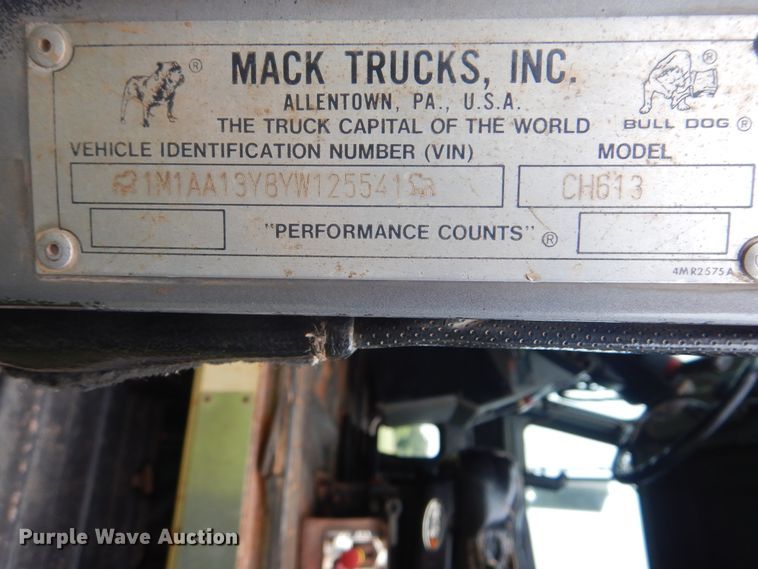 MACK TRUCKS, INC.
ALLENTOWN, PA., U.S.A.
THE TRUCK CAPITAL OF THE WORLD
BULL DOG ®
VEHICLE IDENTIFICATION NUMBER (VIN)
MODEL
1M1AA13Y8YW125541
CH613
"PERFORMANCE COUNTS" ®
4MR2575A
Purple Wave Auction